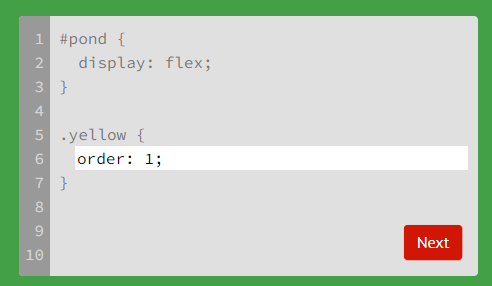 1 #pond {
2   display: flex;
3 }
4
5 .yellow {
6   order: 1;
7 }
8
9
10
Next